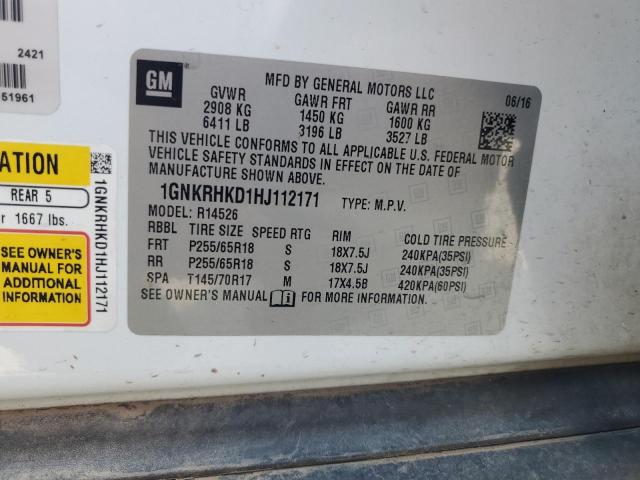 2421
51961
ATION
REAR 5
r 1667 lbs.
SEE OWNER'S
MANUAL FOR
ADDITIONAL
INFORMATION
1GNKRHKD1HJ112171
GM
MFD BY GENERAL MOTORS LLC
06/16
GVWR GAWR FRT GAWR RR
2908 KG 1450 KG 1600 KG
6411 LB 3196 LB 3527 LB
THIS VEHICLE CONFORMS TO ALL APPLICABLE U.S. FEDERAL MOTOR
VEHICLE SAFETY STANDARDS IN EFFECT ON THE DATE OF
MANUFACTURE SHOWN ABOVE.
1GNKRHKD1HJ112171 TYPE: M.P.V.
MODEL: R14526
RBBL TIRE SIZE SPEED RTG RIM COLD TIRE PRESSURE
FRT P255/65R18 S 18X7.5J 240KPA(35PSI)
RR P255/65R18 S 18X7.5J 240KPA(35PSI)
SPA T145/70R17 M 17X4.5B 420KPA(60PSI)
SEE OWNER'S MANUAL FOR MORE INFORMATION.